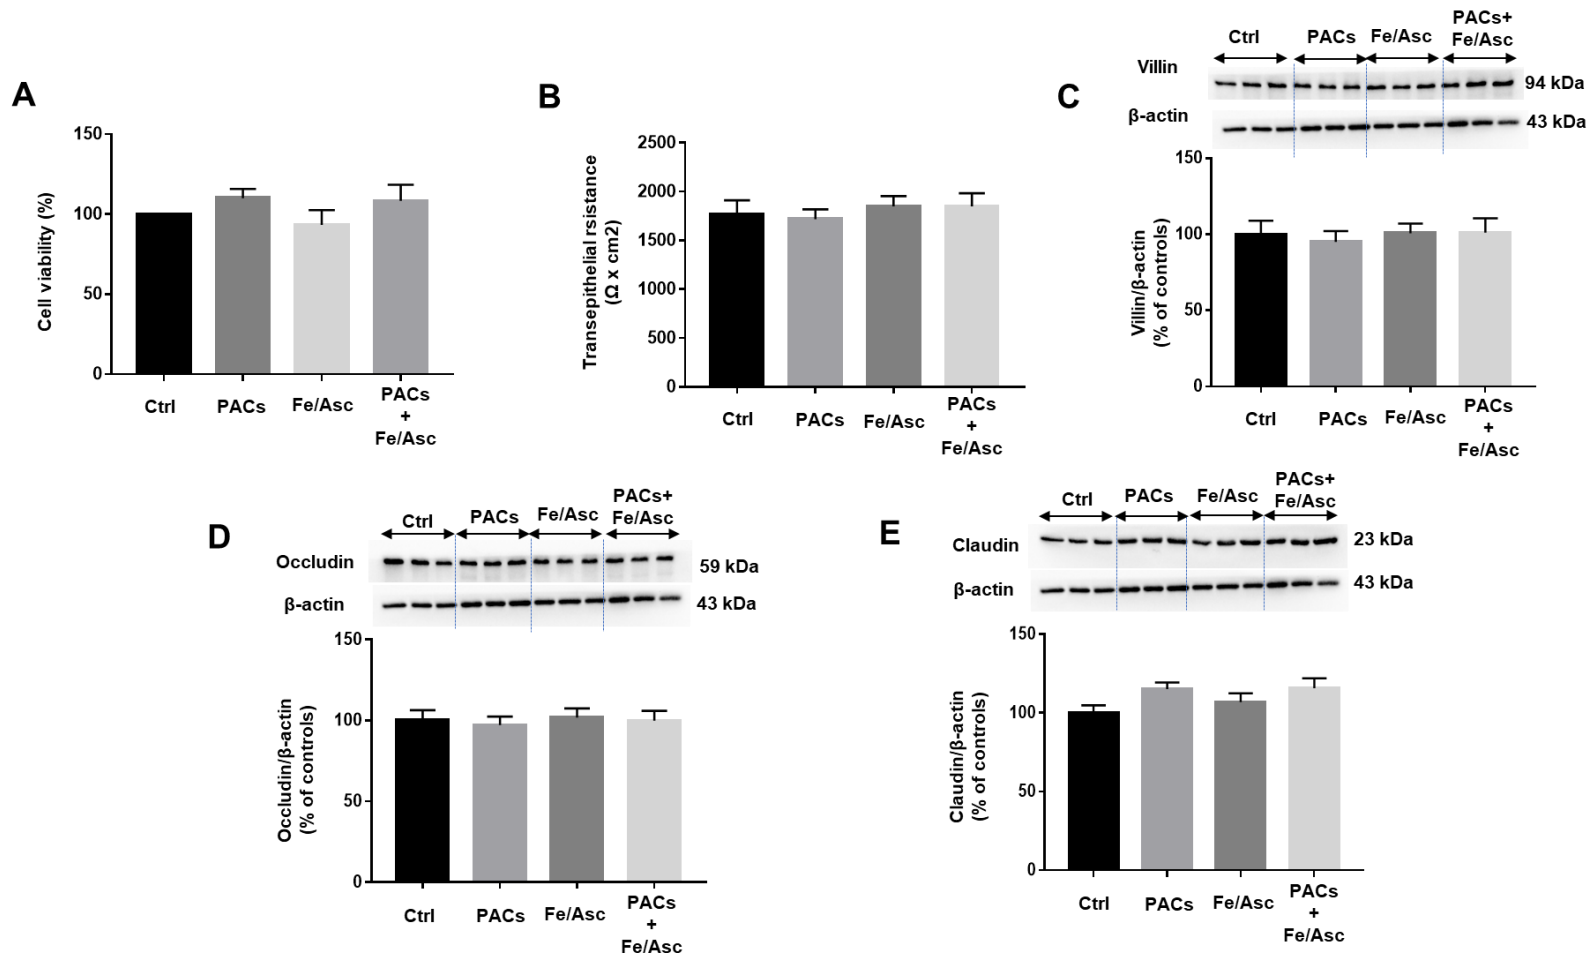 A
Cell viability (%)
150
100
50
0
Ctrl
PACs
Fe/Asc
PACs
+
Fe/Asc
B
Transepithelial rsistance
(Ω x cm2)
2500
2000
1500
1000
500
0
Ctrl
PACs
Fe/Asc
PACs
+
Fe/Asc
C
Ctrl
PACs
Fe/Asc
PACs+
Fe/Asc
Villin
94 kDa
β-actin
43 kDa
Villin/β-actin
(% of controls)
150
100
50
0
Ctrl
PACs
Fe/Asc
PACs
+
Fe/Asc
D
Ctrl
PACs
Fe/Asc
PACs+
Fe/Asc
Occludin
59 kDa
β-actin
43 kDa
Occludin/β-actin
(% of controls)
150
100
50
0
Ctrl
PACs
Fe/Asc
PACs
+
Fe/Asc
E
Ctrl
PACs
Fe/Asc
PACs+
Fe/Asc
Claudin
23 kDa
β-actin
43 kDa
Claudin/β-actin
(% of controls)
150
100
50
0
Ctrl
PACs
Fe/Asc
PACs
+
Fe/Asc